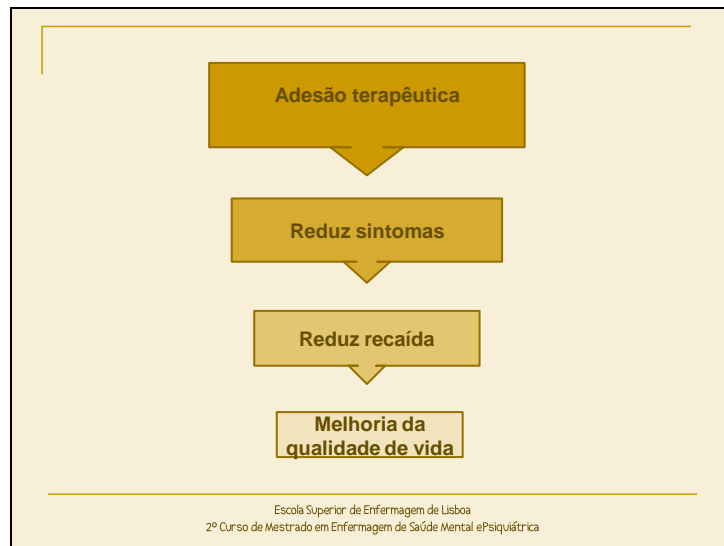 Adesão terapêutica
Reduz sintomas
Reduz recaída
Melhoria da
qualidade de vida
Escola Superior de Enfermagem de Lisboa
2º Curso de Mestrado em Enfermagem de Saúde Mental ePsiquiátrica